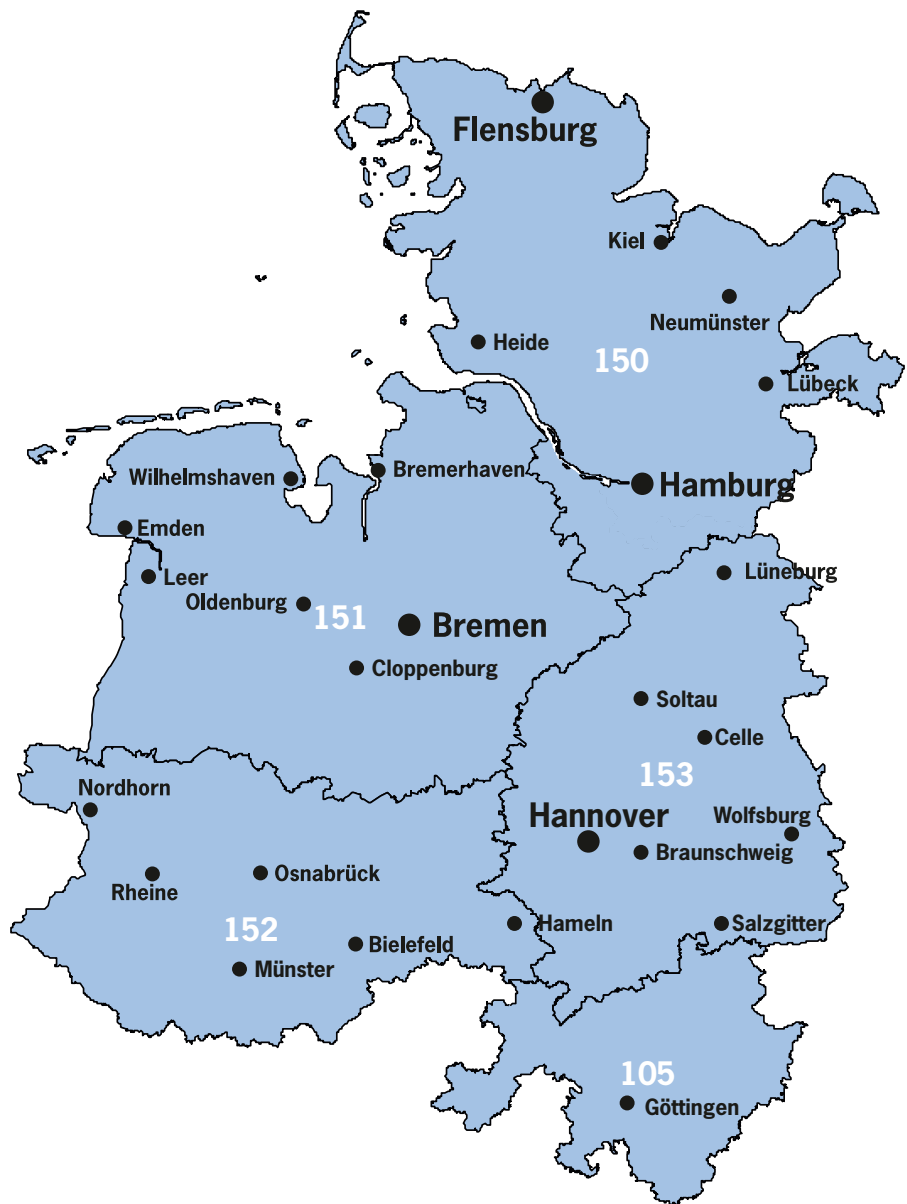 Flensburg
Kiel
Neumünster
Heide
150
Lübeck
Bremerhaven
Wilhelmshaven
Hamburg
Emden
Lüneburg
Leer
Oldenburg
151
Bremen
Cloppenburg
Soltau
Celle
153
Nordhorn
Hannover
Wolfsburg
Braunschweig
Osnabrück
Rheine
Hameln
Salzgitter
152
Bielefeld
Münster
105
Göttingen